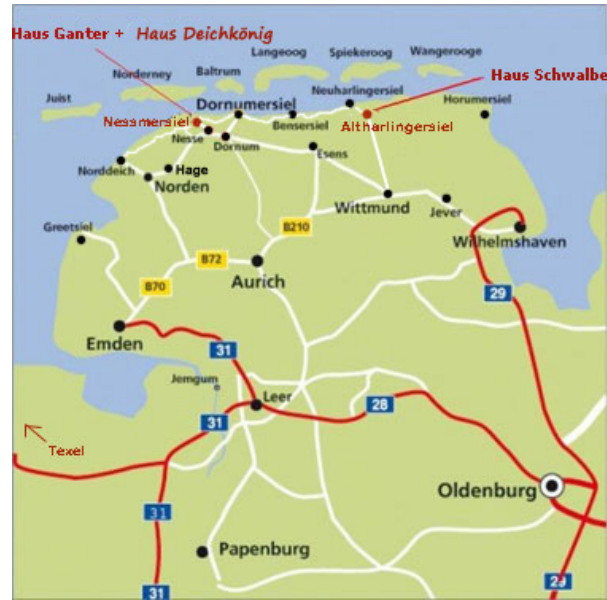 Haus Ganter + Haus Deichkönig
Langeoog
Spiekeroog
Wangerooge
Baltrum
Norderney
Juist
Haus Schwalbe
Neuharlingersiel
Horumersiel
Dornumersiel
Nessmersiel
Bensersiel
Altharlingersiel
Nesse
Dornum
Esens
Norddeich
Hage
Norden
Wittmund
Jever
Greetsiel
Wilhelmshaven
B210
B72
Aurich
B70
29
Emden
31
Jemgum
Leer
28
31
Texel
Oldenburg
31
Papenburg
29
31